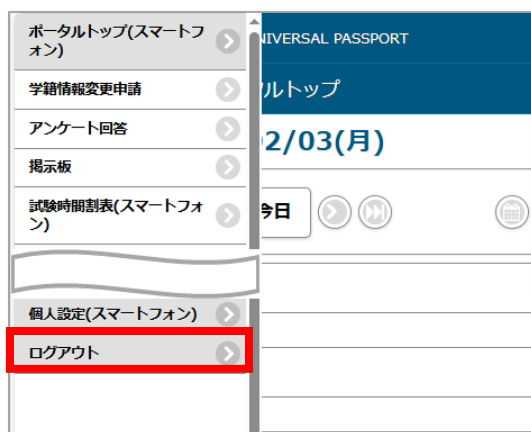 ポータルトップ(スマートフ
ォン)
学籍情報変更申請
アンケート回答
掲示板
試験時間割表(スマートフォ
ン)
個人設定(スマートフォン)
ログアウト
NIVERSAL PASSPORT
ルトップ
02/03(月)
今日